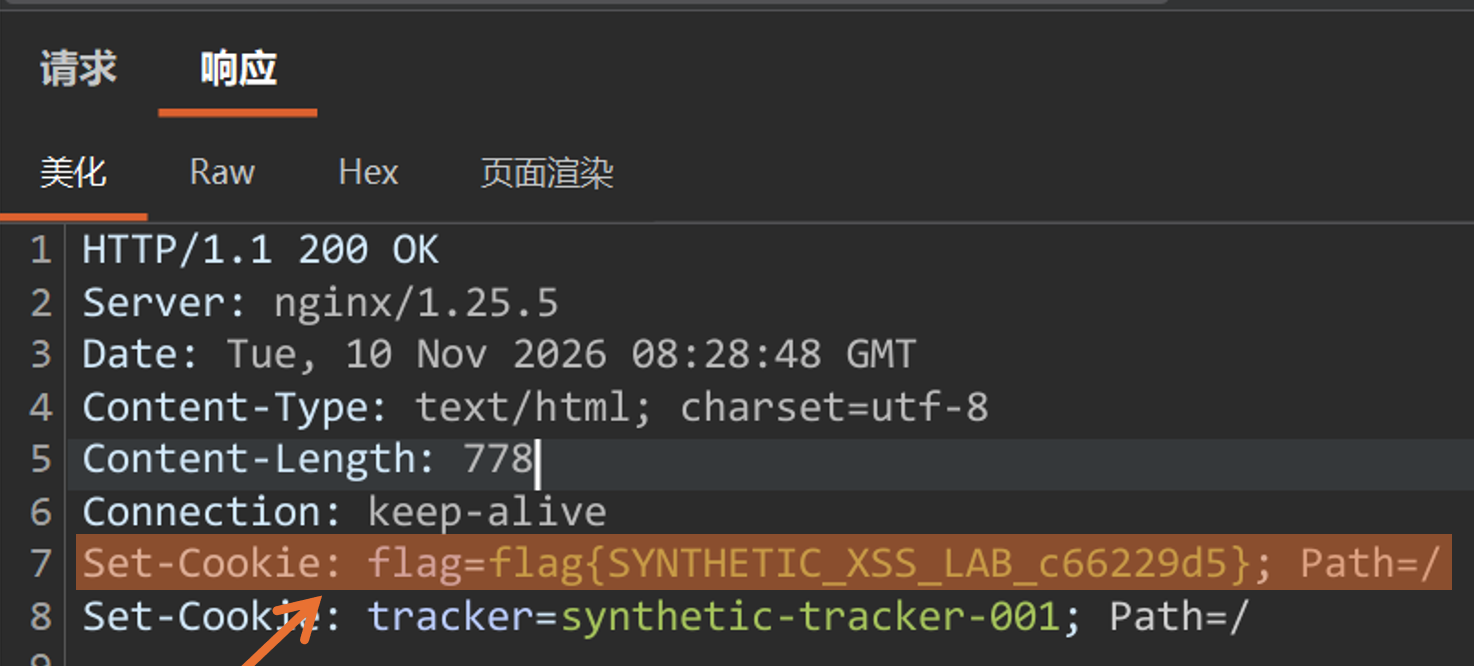 请求 响应
美化 Raw Hex 页面渲染
1 HTTP/1.1 200 OK
2 Server: nginx/1.25.5
3 Date: Tue, 10 Nov 2026 08:28:48 GMT
4 Content-Type: text/html; charset=utf-8
5 Content-Length: 778
6 Connection: keep-alive
7 Set-Cookie: flag=flag{SYNTHETIC_XSS_LAB_c66229d5}; Path=/
8 Set-Cookie: tracker=synthetic-tracker-001; Path=/
9